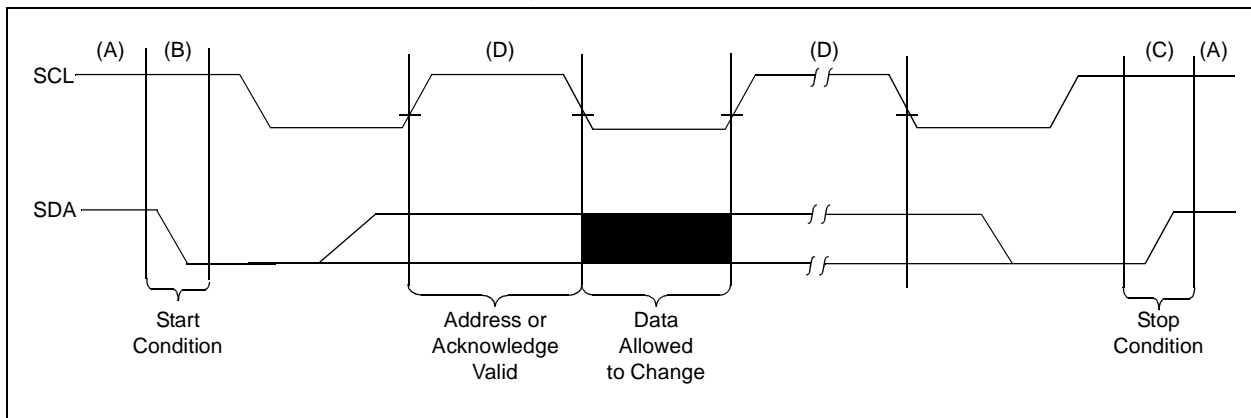 (A) (B) (D) (D) (C) (A)
SCL
SDA
Start
Condition
Address or
Acknowledge
Valid
Data
Allowed
to Change
Stop
Condition